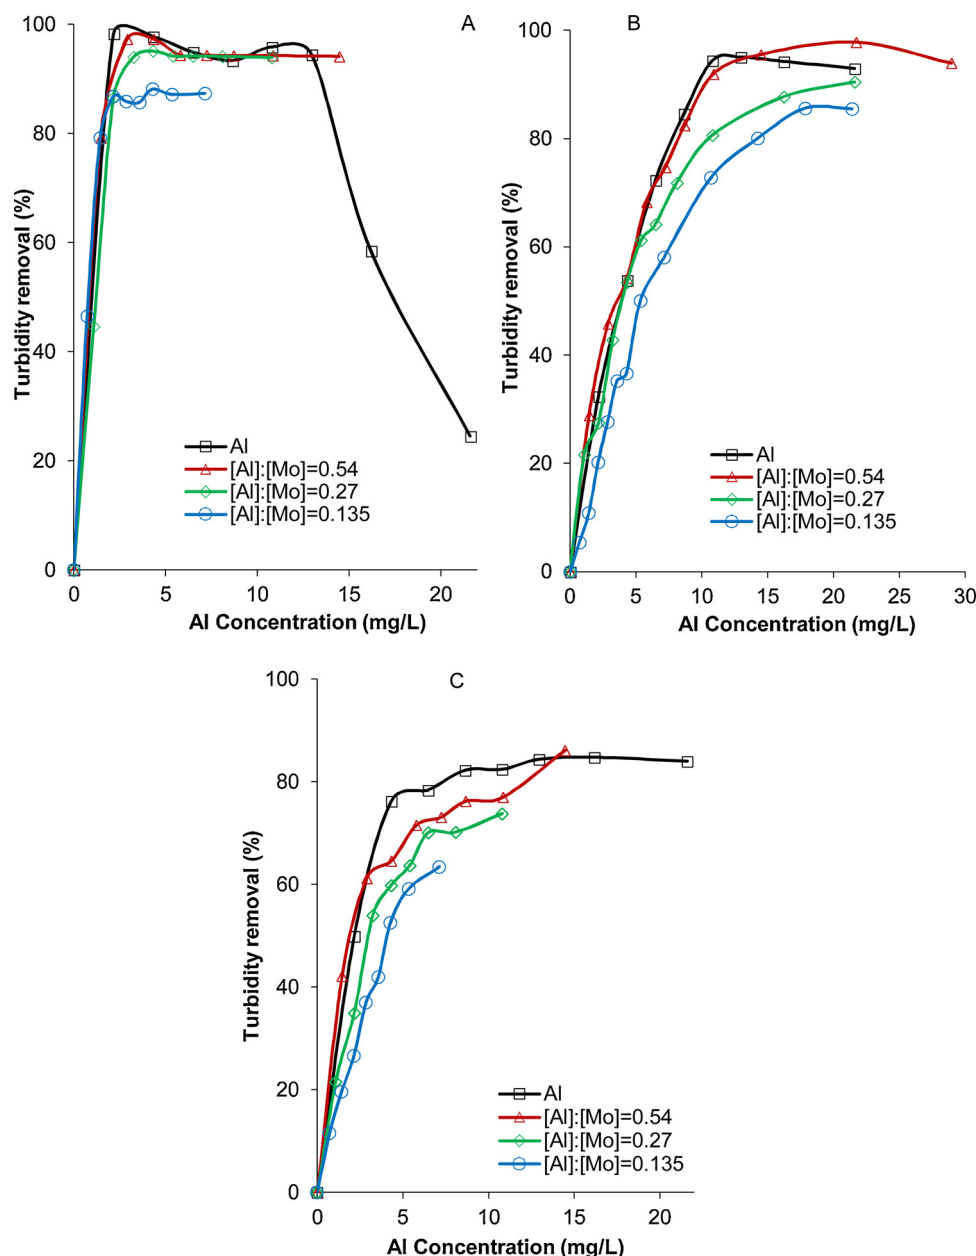 A
Turbidity removal (%)
100
80
60
40
20
0
Al
[Al]:[Mo]=0.54
[Al]:[Mo]=0.27
[Al]:[Mo]=0.135
0 5 10 15 20
Al Concentration (mg/L)
B
Turbidity removal (%)
100
80
60
40
20
0
Al
[Al]:[Mo]=0.54
[Al]:[Mo]=0.27
[Al]:[Mo]=0.135
0 5 10 15 20 25 30
Al Concentration (mg/L)
C
Turbidity removal (%)
100
80
60
40
20
0
Al
[Al]:[Mo]=0.54
[Al]:[Mo]=0.27
[Al]:[Mo]=0.135
0 5 10 15 20
Al Concentration (mg/L)